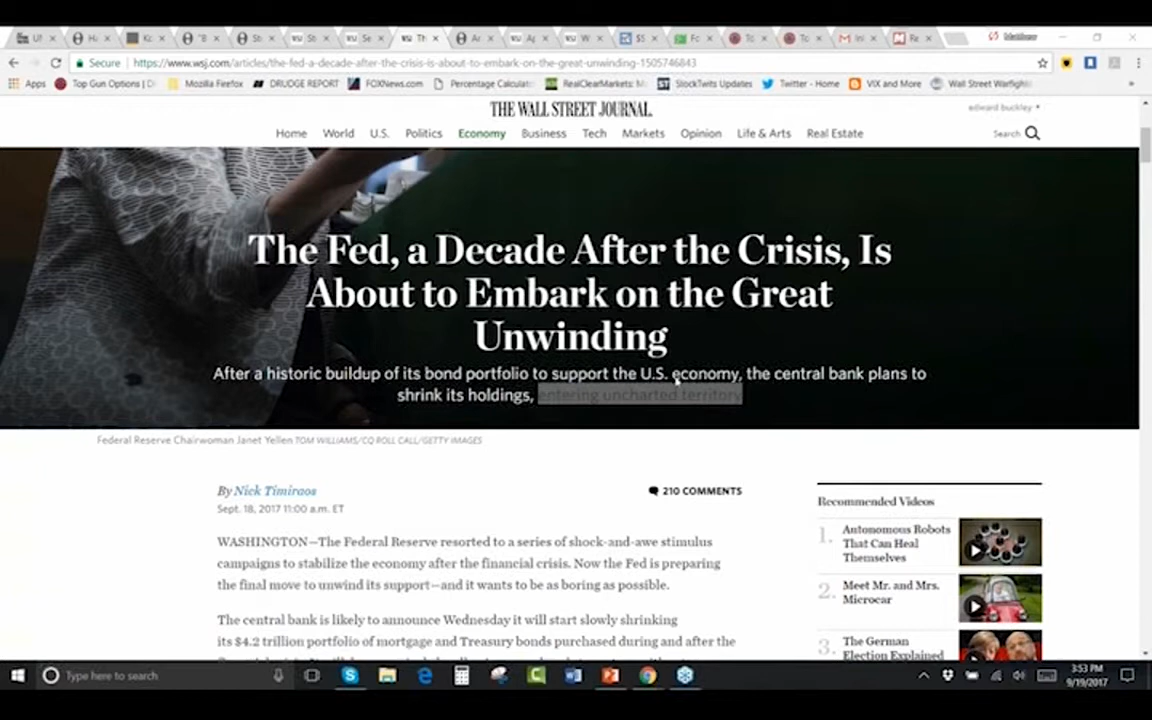 Secure https://www.wsj.com/articles/the-fed-a-decade-after-the-crisis-is-about-to-embark-on-the-great-unwinding-1505746843
Apps Top Gun Options | D Mozilla Firefox DRUDGE REPORT FOXNews.com Percentage Calculat RealClearMarkets: M StockTwits Updates Twitter - Home VIX and More Wall Street Warfight
THE WALL STREET JOURNAL.
edward buckley
Home World U.S. Politics Economy Business Tech Markets Opinion Life & Arts Real Estate Search
The Fed, a Decade After the Crisis, Is
About to Embark on the Great
Unwinding
After a historic buildup of its bond portfolio to support the U.S. economy, the central bank plans to
shrink its holdings, entering uncharted territory
Federal Reserve Chairwoman Janet Yellen TOM WILLIAMS/CQ ROLL CALL/GETTY IMAGES
By Nick Timiraos
210 COMMENTS
Sept. 18, 2017 11:00 a.m. ET
WASHINGTON—The Federal Reserve resorted to a series of shock-and-awe stimulus
campaigns to stabilize the economy after the financial crisis. Now the Fed is preparing
the final move to unwind its support—and it wants to be as boring as possible.
The central bank is likely to announce Wednesday it will start slowly shrinking
its $4.2 trillion portfolio of mortgage and Treasury bonds purchased during and after the
Recommended Videos
1. Autonomous Robots
That Can Heal
Themselves
2. Meet Mr. and Mrs.
Microcar
3. The German
Election Explained
Type here to search
3:53 PM
9/19/2017